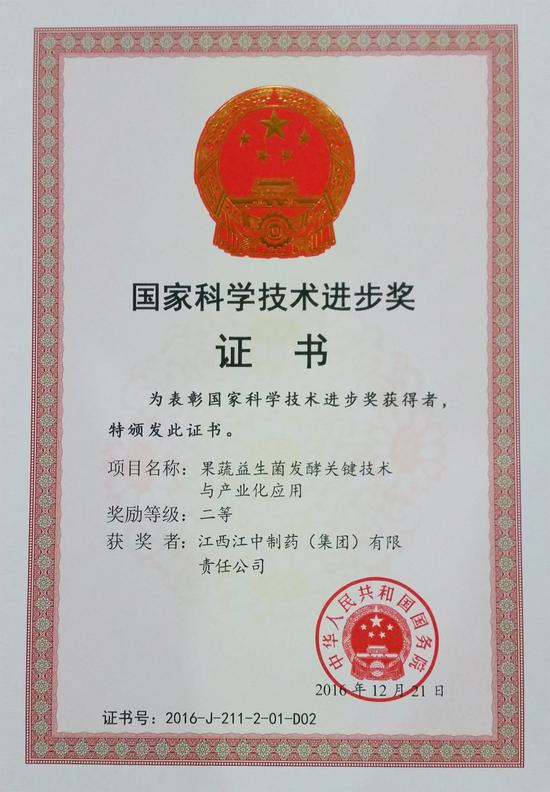 国家科学技术进步奖
证 书
为表彰国家科学技术进步奖获得者，
特颁发此证书。
项目名称：果蔬益生菌发酵关键技术
与产业化应用
奖励等级：二等
获 奖 者：江西江中制药（集团）有限
责任公司
中华人民共和国国务院
2016年12月21日
证书号：2016-J-211-2-01-D02